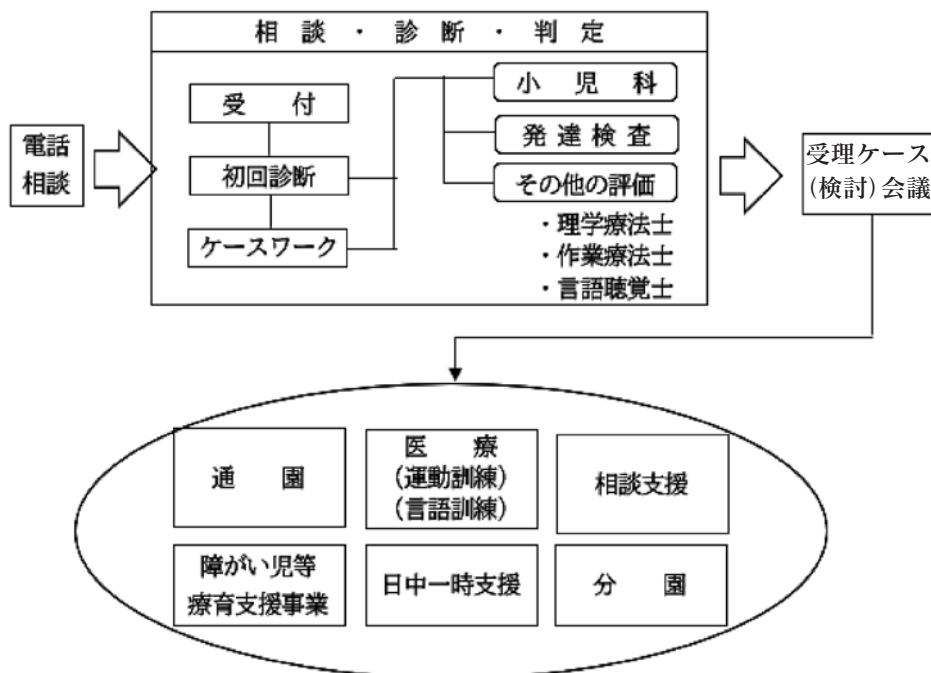 相談・診断・判定
電話
相談
受付
初回診断
ケースワーク
小児科
発達検査
その他の評価
・理学療法士
・作業療法士
・言語聴覚士
受理ケース
(検討)会議
通園
医療
(運動訓練)
(言語訓練)
相談支援
障がい児等
療育支援事業
日中一時支援
分園